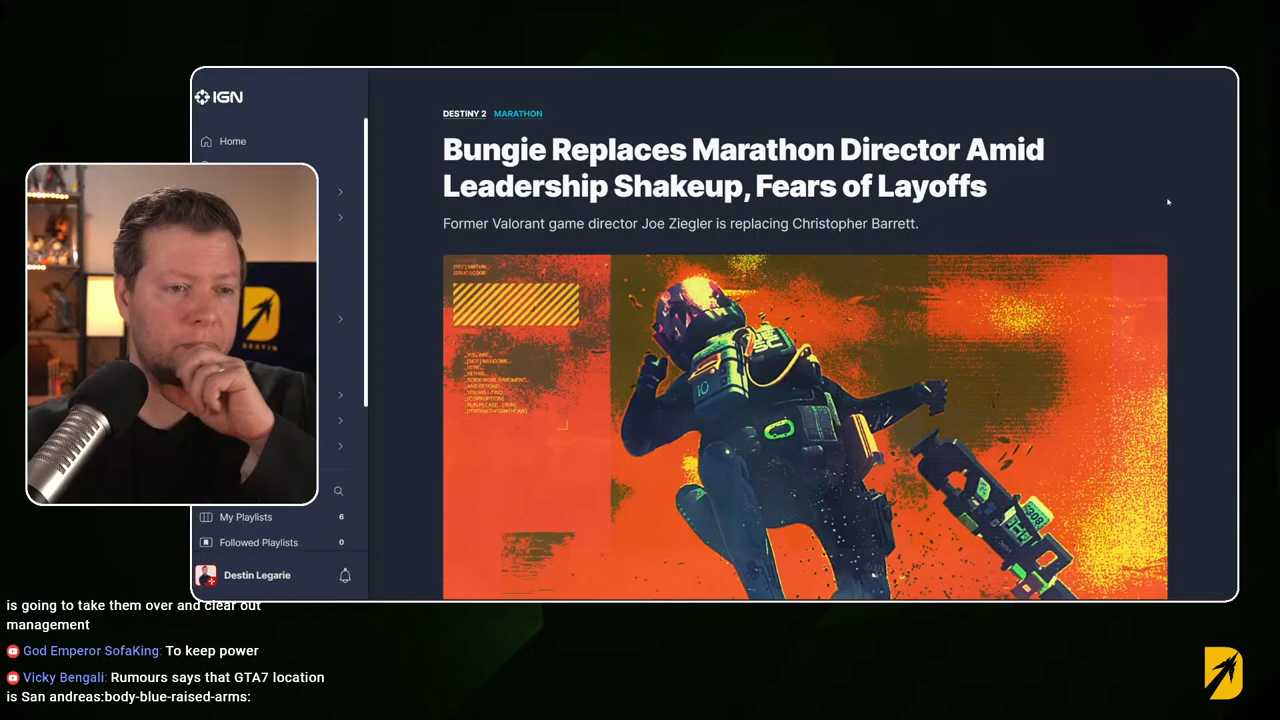 IGN
Home
DESTINY 2 MARATHON
Bungie Replaces Marathon Director Amid
Leadership Shakeup, Fears of Layoffs
Former Valorant game director Joe Ziegler is replacing Christopher Barrett.
DESTIN
My Playlists 6
Followed Playlists 0
Destin Legarie
is going to take them over and clear out
management
God Emperor SofaKing: To keep power
Vicky Bengali: Rumours says that GTA7 location
is San andreas:body-blue-raised-arms: